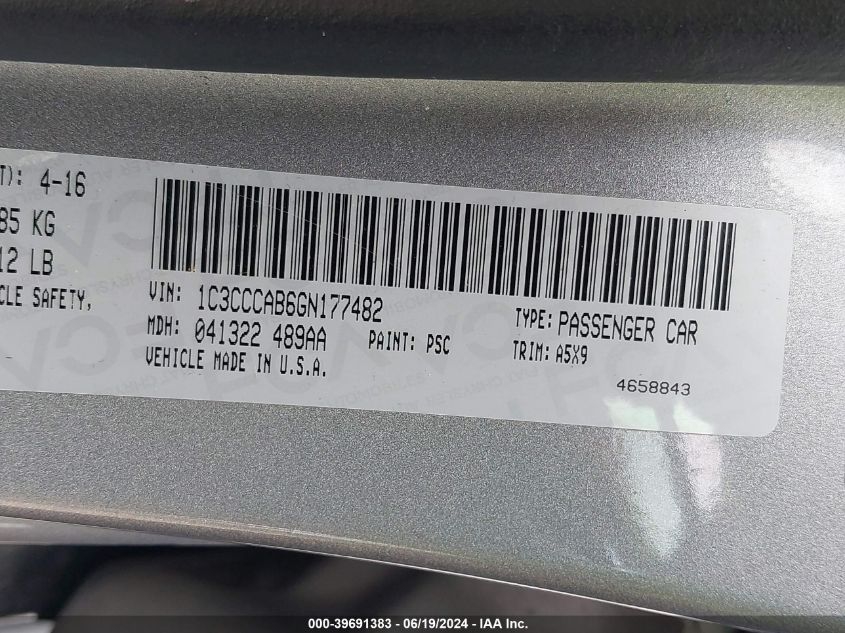 T): 4-16
85 KG
12 LB
CLE SAFETY,
VIN: 1C3CCCAB6GN177482
MDH: 041322 489AA
PAINT: PSC
VEHICLE MADE IN U.S.A.
TYPE: PASSENGER CAR
TRIM: A5X9
4658843
000-39691383 - 06/19/2024 - IAA Inc.